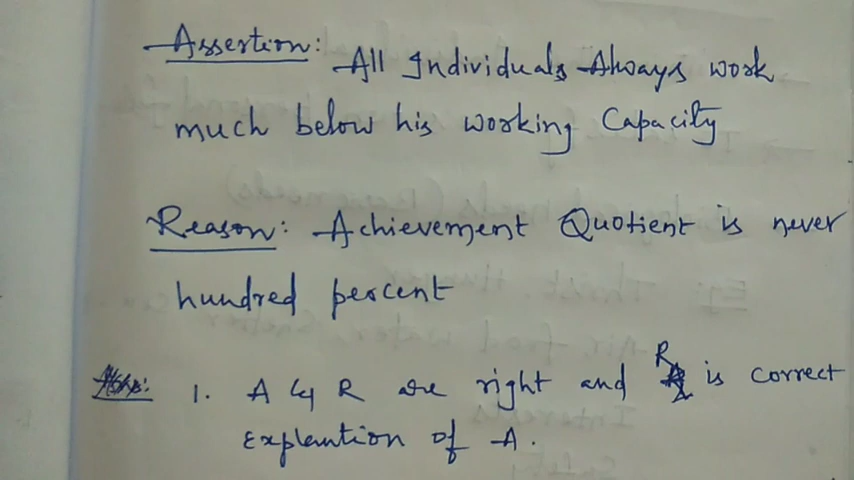 Assertion: All Individuals Always work
much below his working Capacity
Reason: Achievement Quotient is never
hundred percent
1. A & R are right and R is correct
explantion of A.